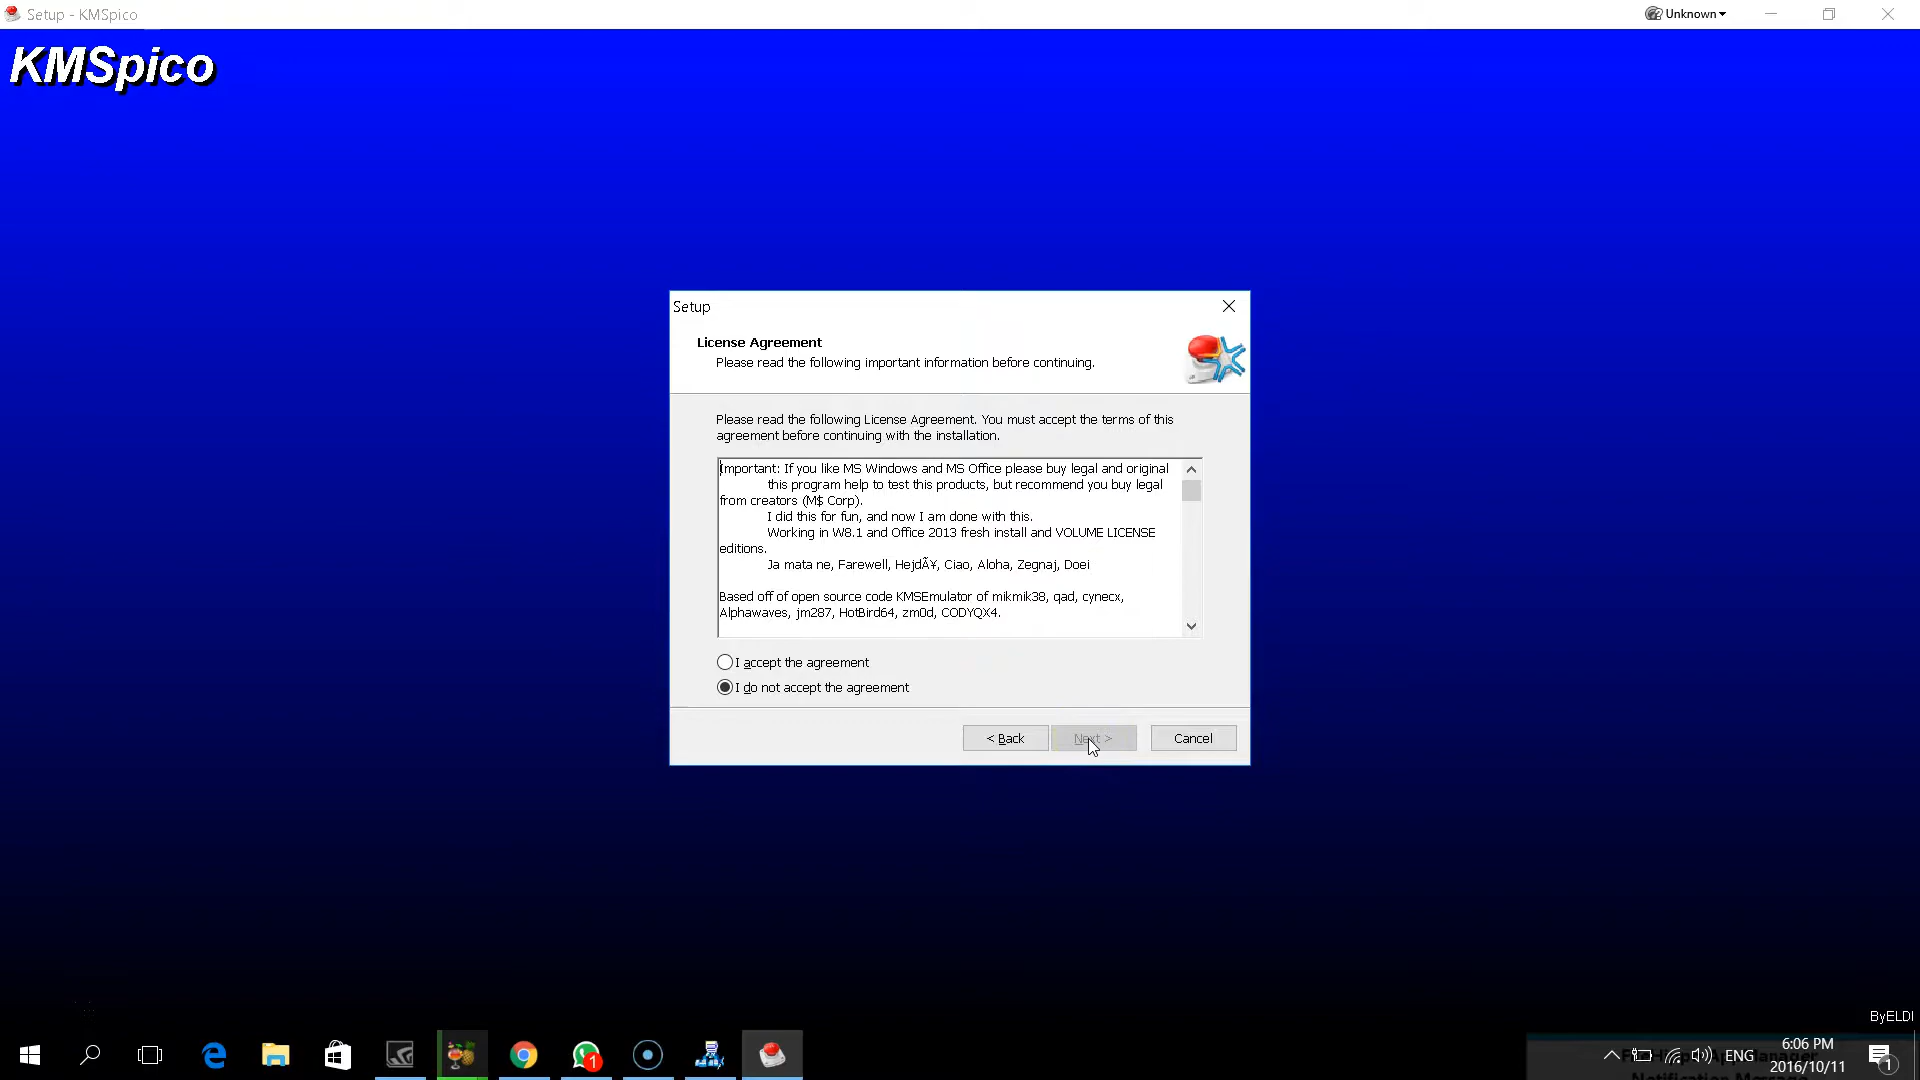 Setup - KMSpico
Unknown
KMSpico
Setup
License Agreement
Please read the following important information before continuing.
Please read the following License Agreement. You must accept the terms of this
agreement before continuing with the installation.
Important: If you like MS Windows and MS Office please buy legal and original
this program help to test this products, but recommend you buy legal
from creators (M$ Corp).
I did this for fun, and now I am done with this.
Working in W8.1 and Office 2013 fresh install and VOLUME LICENSE
editions.
Ja mata ne, Farewell, HejdÃ¥, Ciao, Aloha, Zegnaj, Doei
Based off of open source code KMSEmulator of mikmik38, qad, cynecx,
Alphawaves, jm287, HotBird64, zm0d, CODYQX4.
I accept the agreement
I do not accept the agreement
< Back
Next >
Cancel
ByELDI
1
ENG
6:06 PM
2016/10/11
1